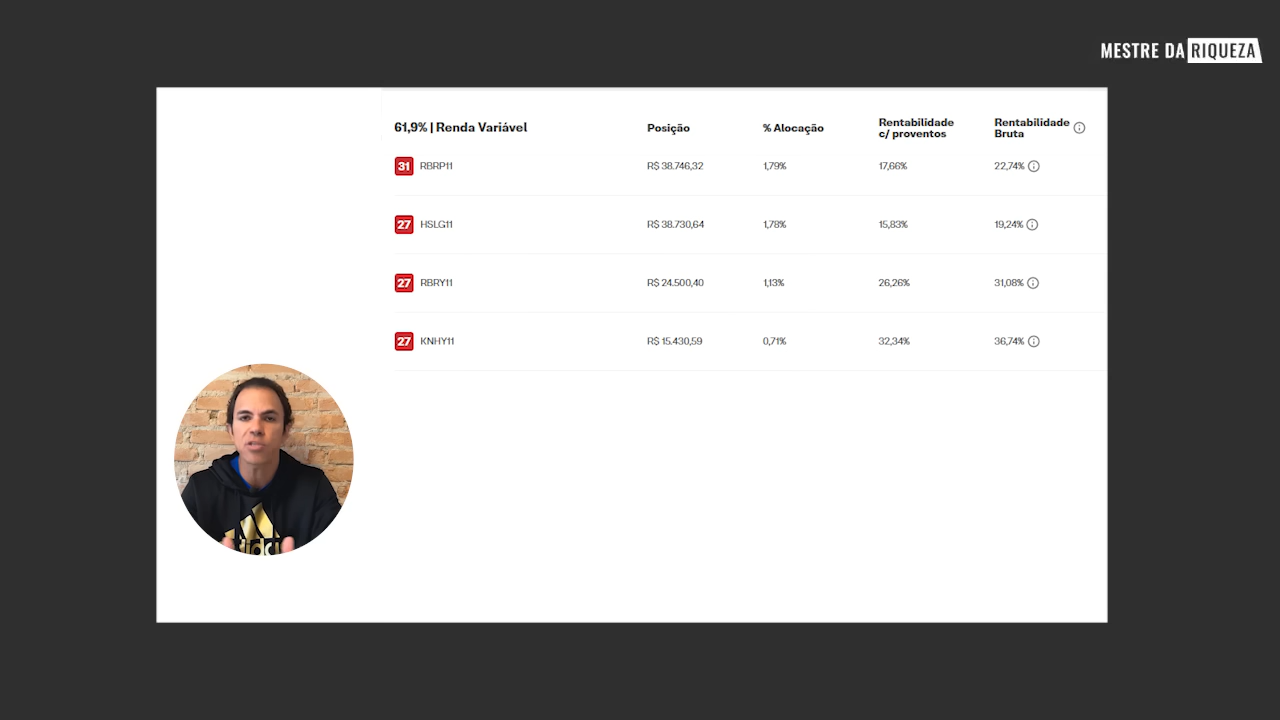 MESTRE DA RIQUEZA
61,9% | Renda Variável Posição % Alocação Rentabilidade c/ proventos Rentabilidade Bruta
31 RBRP11 R$ 38.746,32 1,79% 17,66% 22,74%
27 HSLG11 R$ 38.730,64 1,78% 15,83% 19,24%
27 RBRY11 R$ 24.500,40 1,13% 26,26% 31,08%
27 KNHY11 R$ 15.430,59 0,71% 32,34% 36,74%